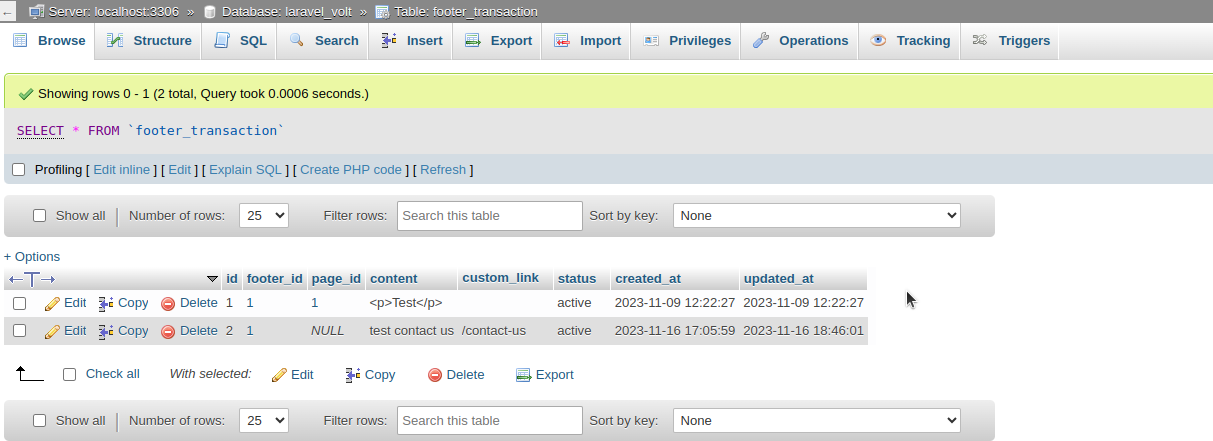 Server: localhost:3306 » Database: laravel_volt » Table: footer_transaction
Browse Structure SQL Search Insert Export Import Privileges Operations Tracking Triggers
Showing rows 0 - 1 (2 total, Query took 0.0006 seconds.)
SELECT * FROM `footer_transaction`
Profiling [ Edit inline ] [ Edit ] [ Explain SQL ] [ Create PHP code ] [ Refresh ]
Show all Number of rows: 25 Filter rows: Search this table Sort by key: None
+ Options
id footer_id page_id content custom_link status created_at updated_at
Edit Copy Delete 1 1 1 <p>Test</p> active 2023-11-09 12:22:27 2023-11-09 12:22:27
Edit Copy Delete 2 1 NULL test contact us /contact-us active 2023-11-16 17:05:59 2023-11-16 18:46:01
Check all With selected: Edit Copy Delete Export
Show all Number of rows: 25 Filter rows: Search this table Sort by key: None